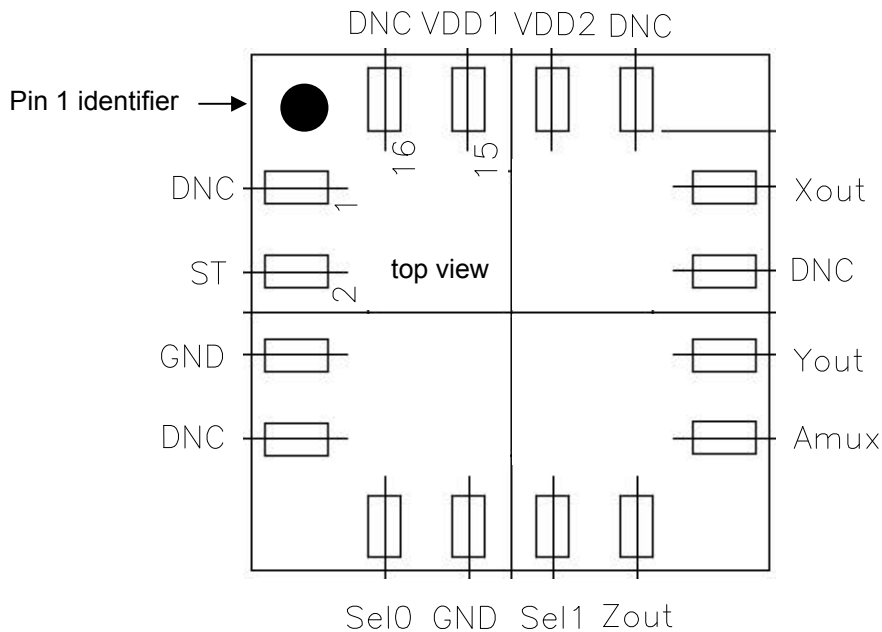 DNC VDD1 VDD2 DNC
Pin 1 identifier
16 15
DNC 1 Xout
ST 2 top view DNC
GND Yout
DNC Amux
Sel0 GND Sel1 Zout